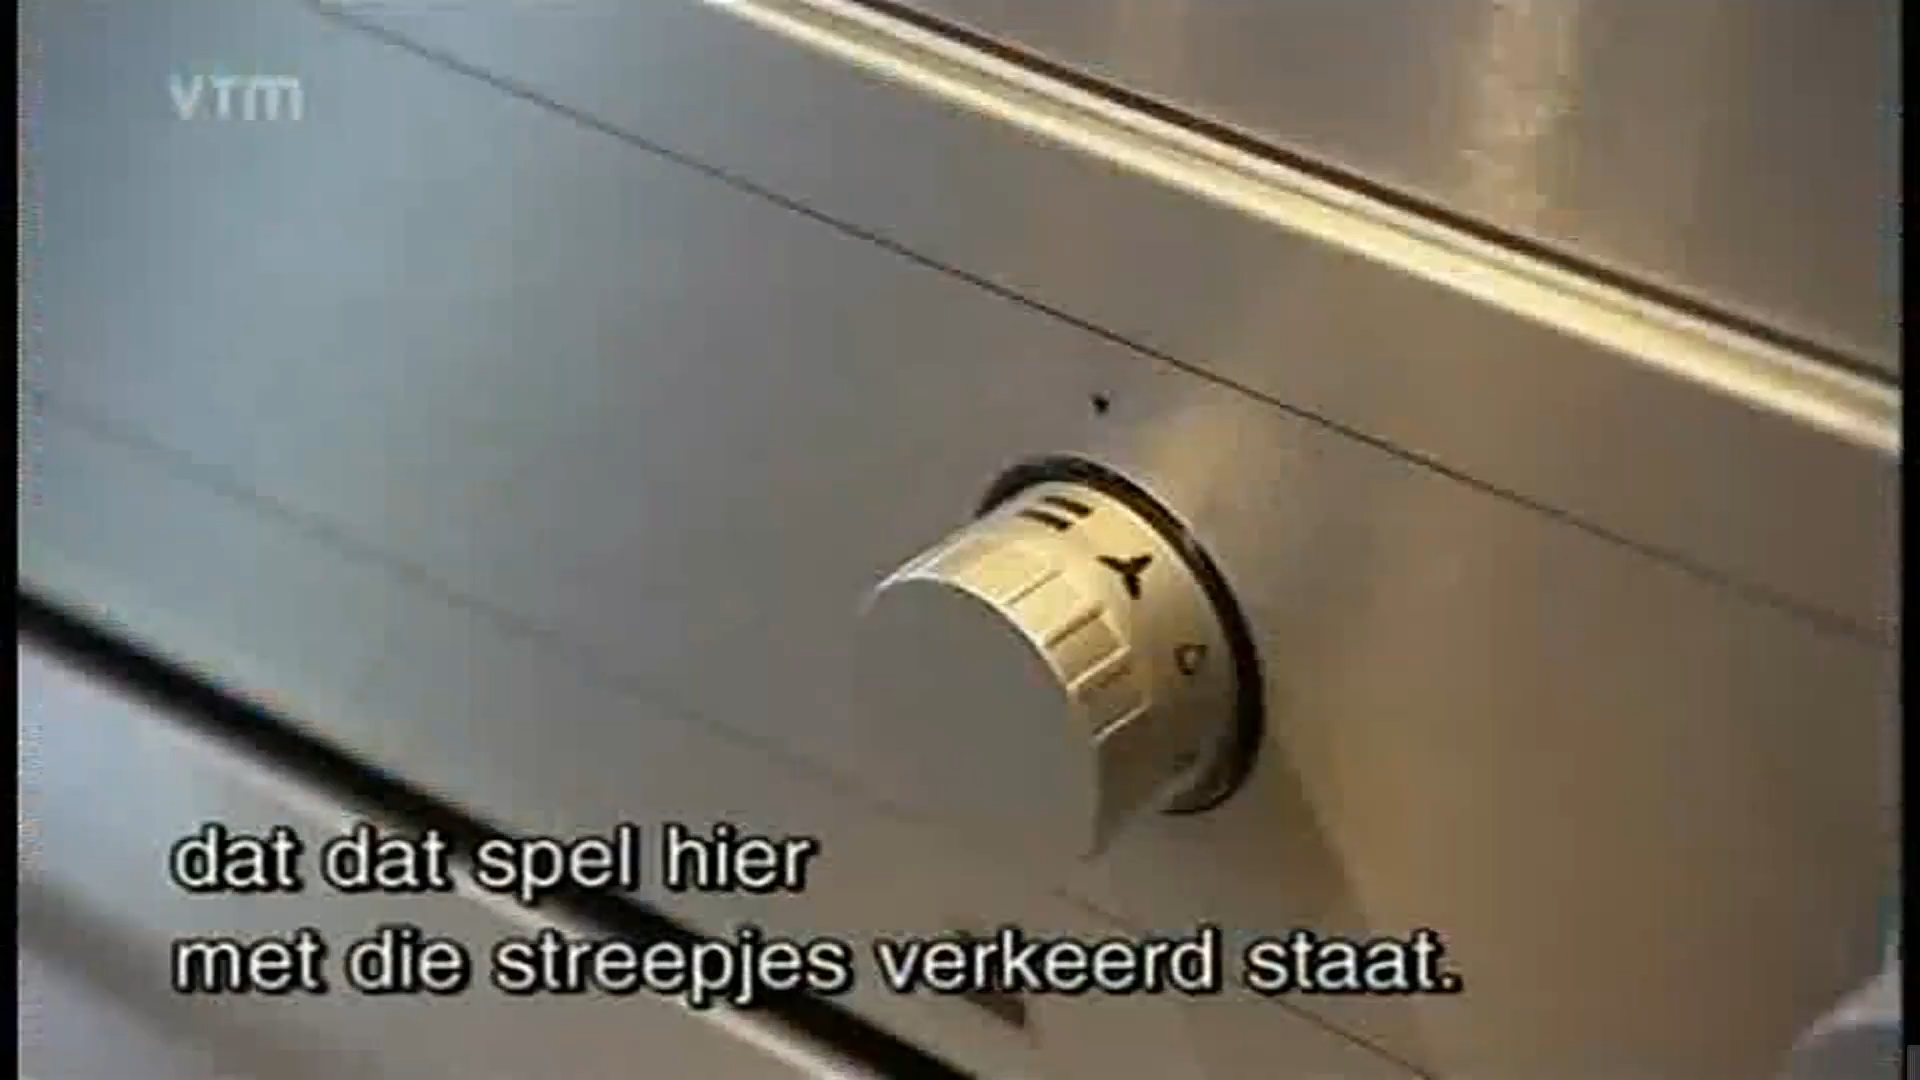 vtm
dat dat spel hier
met die streepjes verkeerd staat.